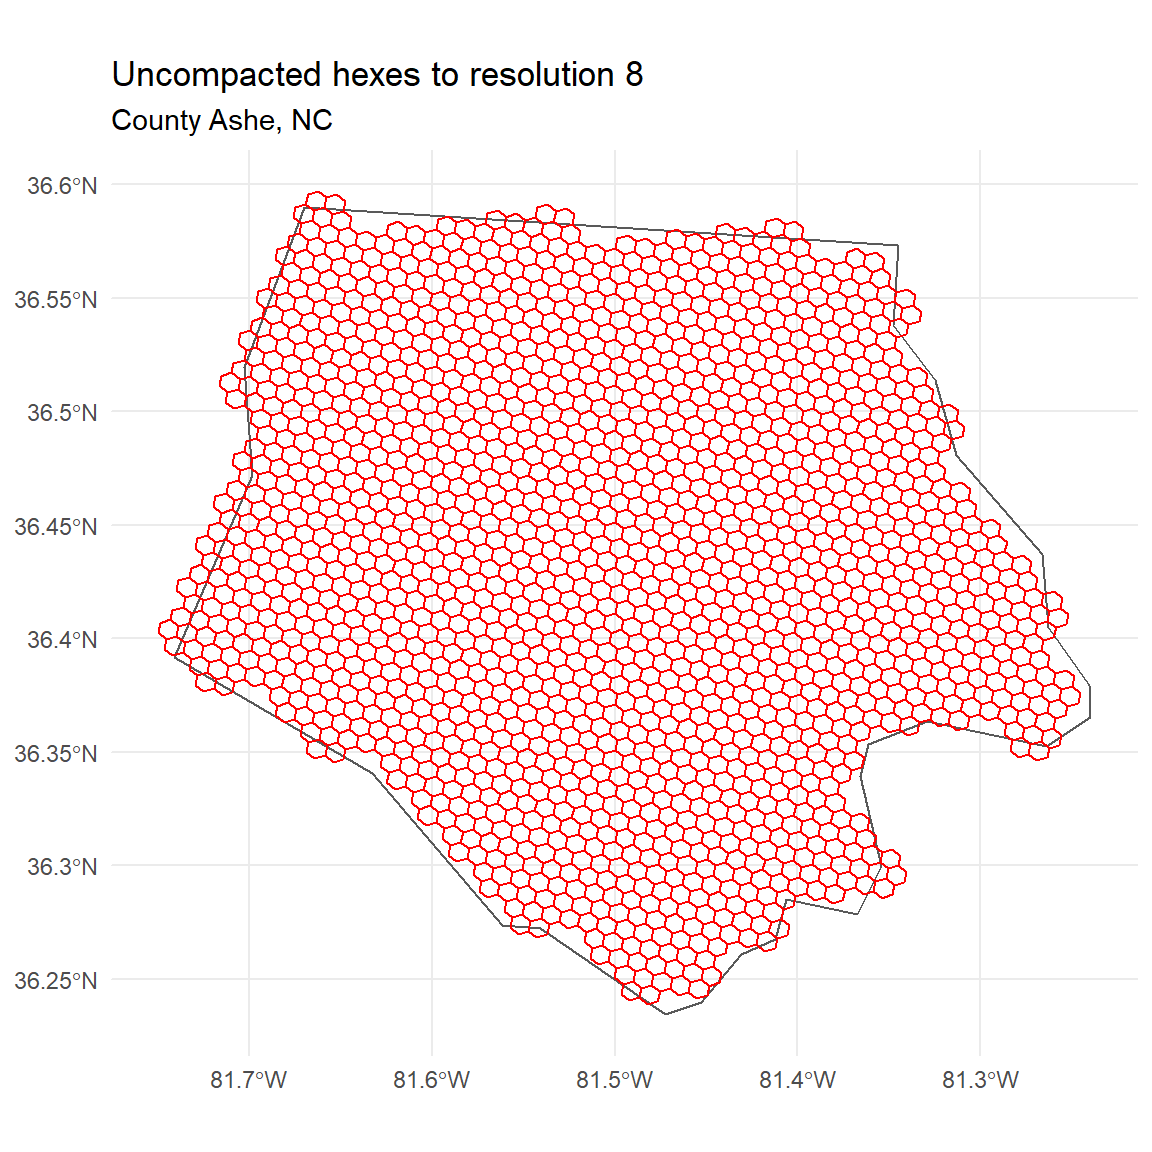 Uncompacted hexes to resolution 8
County Ashe, NC
36.6°N
36.55°N
36.5°N
36.45°N
36.4°N
36.35°N
36.3°N
36.25°N
81.7°W 81.6°W 81.5°W 81.4°W 81.3°W